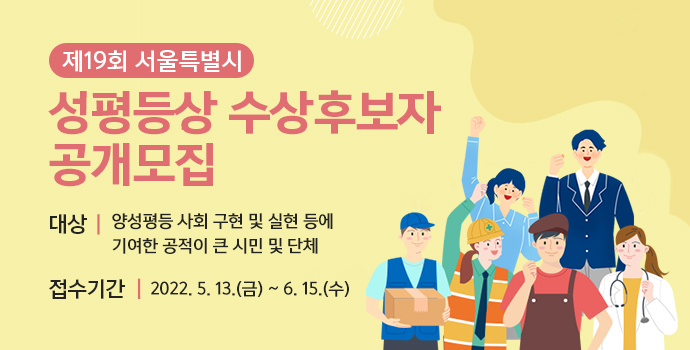 제19회 서울특별시
성평등상 수상후보자
공개모집
대상 | 양성평등 사회 구현 및 실현 등에
기여한 공적이 큰 시민 및 단체
접수기간 | 2022. 5. 13.(금) ~ 6. 15.(수)